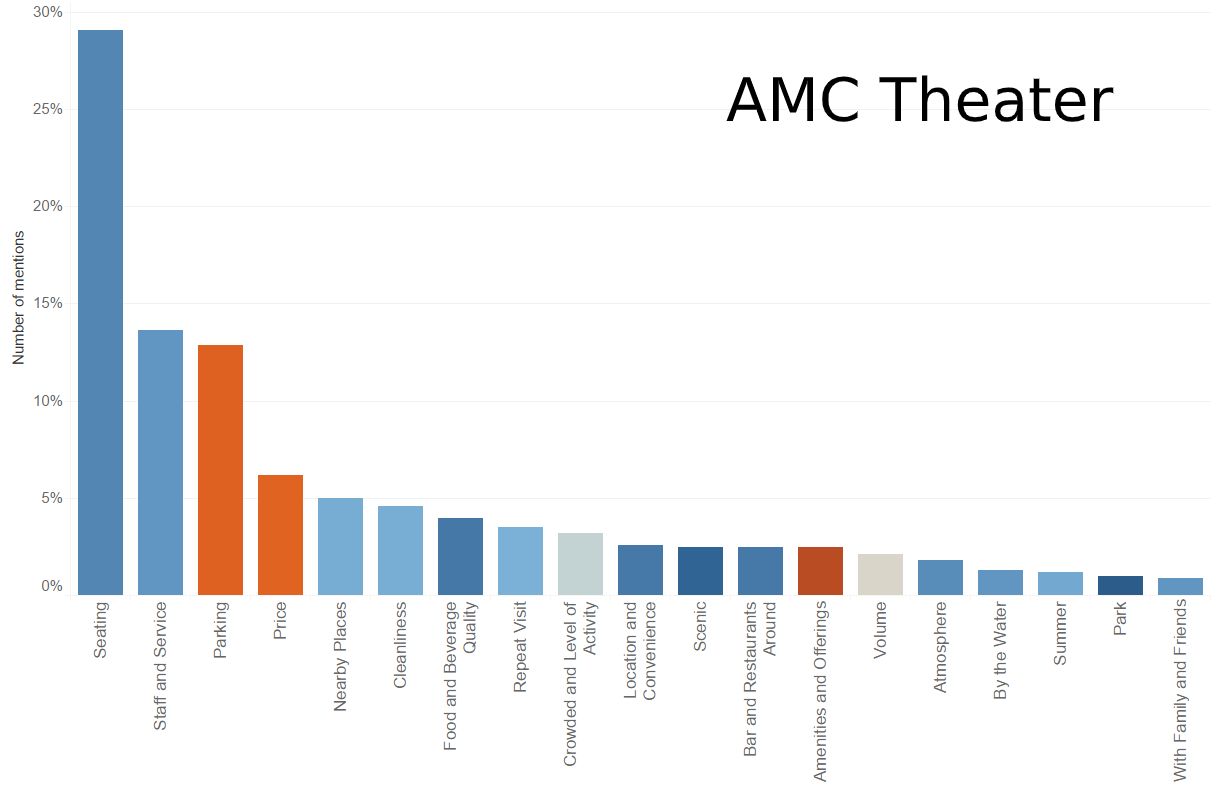 AMC Theater
Number of mentions
30%
25%
20%
15%
10%
5%
0%
Seating
Staff and Service
Parking
Price
Nearby Places
Cleanliness
Food and Beverage
Quality
Repeat Visit
Crowded and Level of
Activity
Location and
Convenience
Scenic
Bar and Restaurants
Around
Amenities and Offerings
Volume
Atmosphere
By the Water
Summer
Park
With Family and Friends